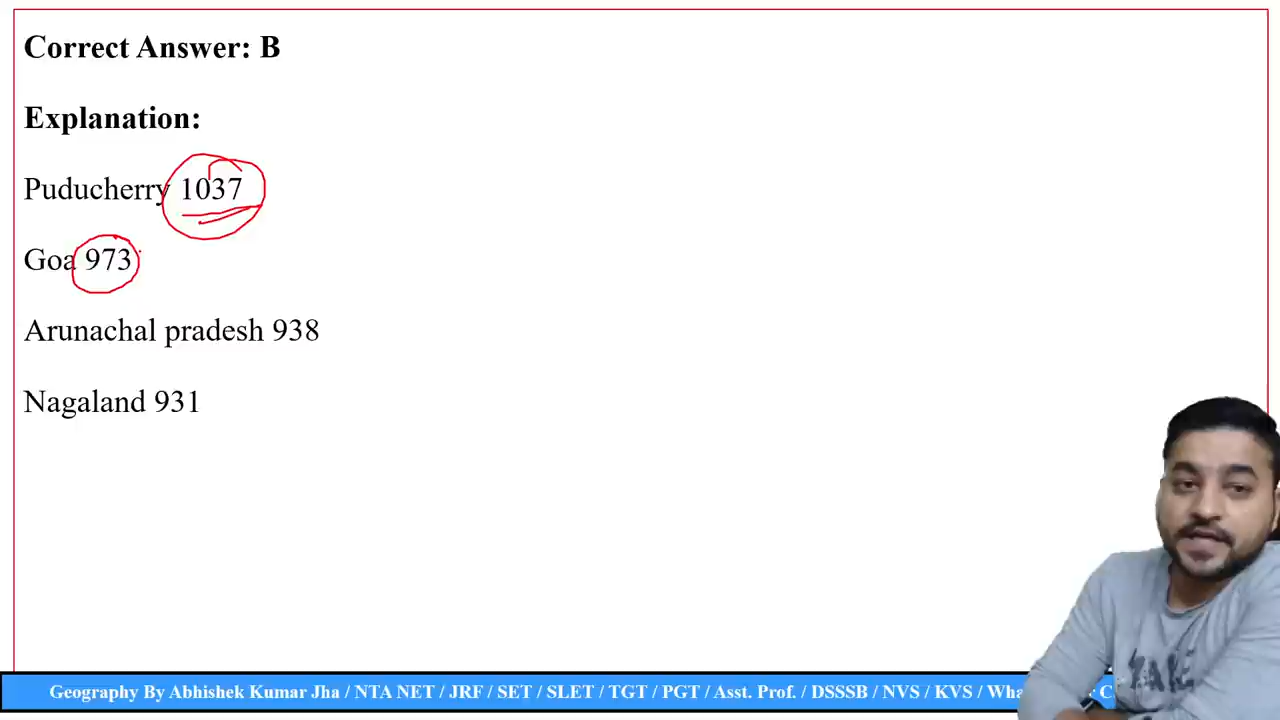 Correct Answer: B
Explanation:
Puducherry 1037
Goa 973
Arunachal pradesh 938
Nagaland 931
Geography By Abhishek Kumar Jha / NTA NET / JRF / SET / SLET / TGT / PGT / Asst. Prof. / DSSSB / NVS / KVS /